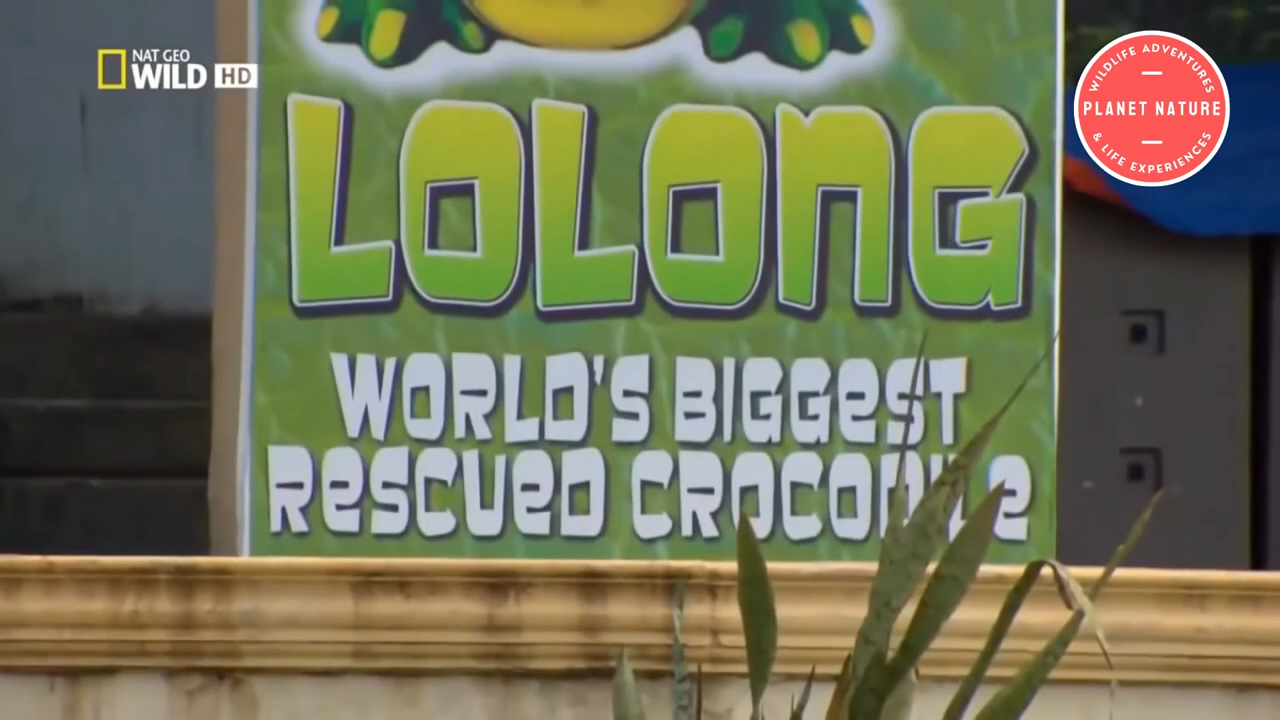 NAT GEO
WILD HD
WILDLIFE ADVENTURES
PLANET NATURE
& LIFE EXPERIENCES
LOLONG
WORLD'S BIGGEST
RESCUED CROCODILE